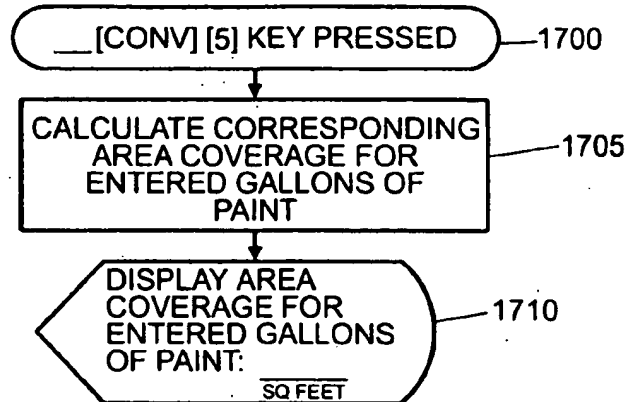 __[CONV] [5] KEY PRESSED
1700
CALCULATE CORRESPONDING
AREA COVERAGE FOR
ENTERED GALLONS OF
PAINT
1705
DISPLAY AREA
COVERAGE FOR
ENTERED GALLONS
OF PAINT:
SQ FEET
1710